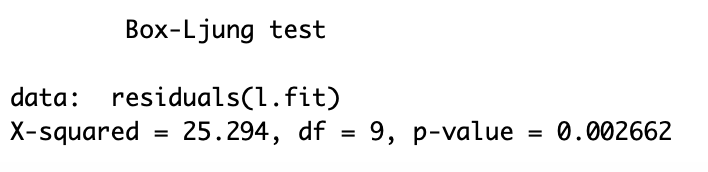 Box-Ljung test
data:  residuals(l.fit)
X-squared = 25.294, df = 9, p-value = 0.002662